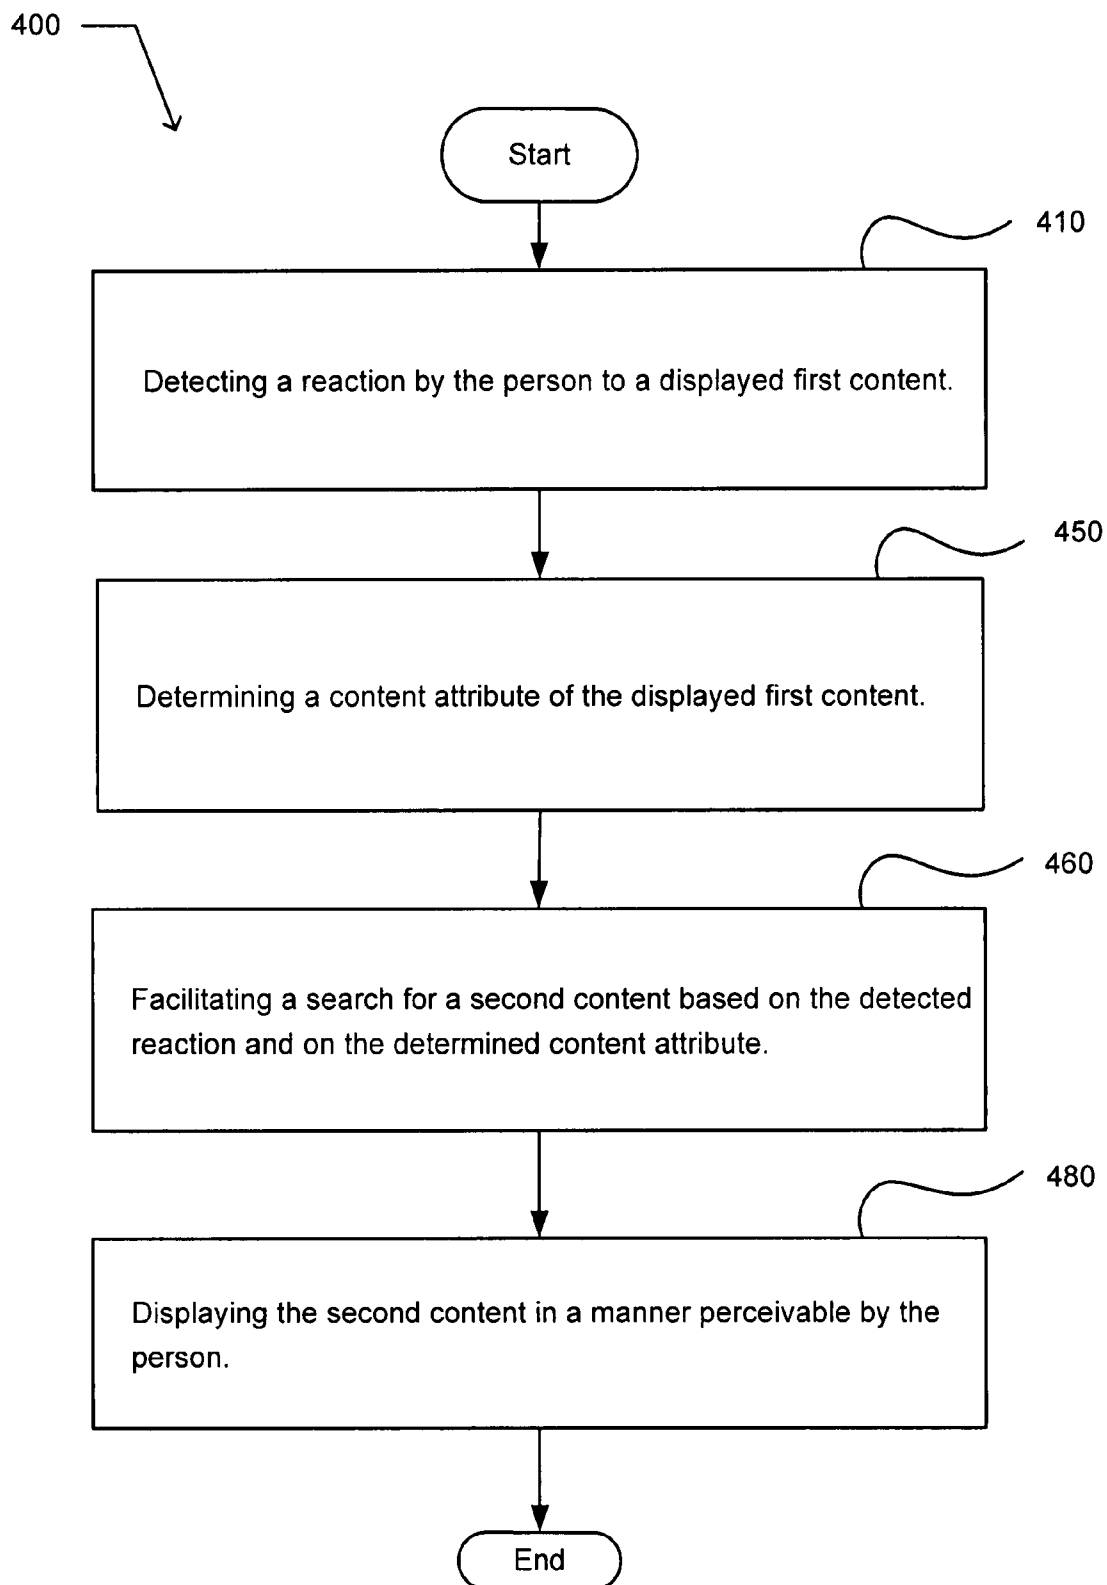 400
Start
410
Detecting a reaction by the person to a displayed first content.
450
Determining a content attribute of the displayed first content.
460
Facilitating a search for a second content based on the detected
reaction and on the determined content attribute.
480
Displaying the second content in a manner perceivable by the
person.
End